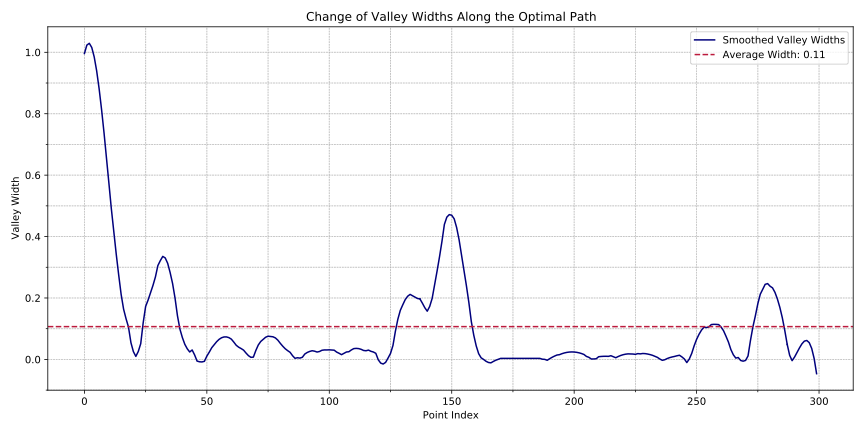 Change of Valley Widths Along the Optimal Path
Smoothed Valley Widths
Average Width: 0.11
Valley Width
1.0
0.8
0.6
0.4
0.2
0.0
0 50 100 150 200 250 300
Point Index